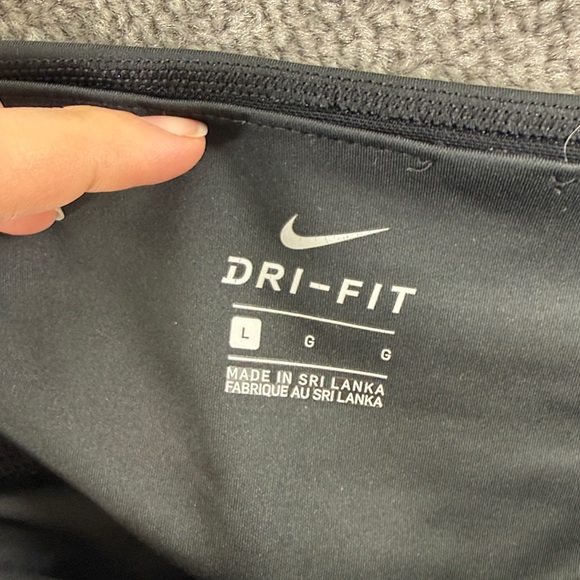 DRI-FIT
L G G
MADE IN SRI LANKA
FABRIQUE AU SRI LANKA